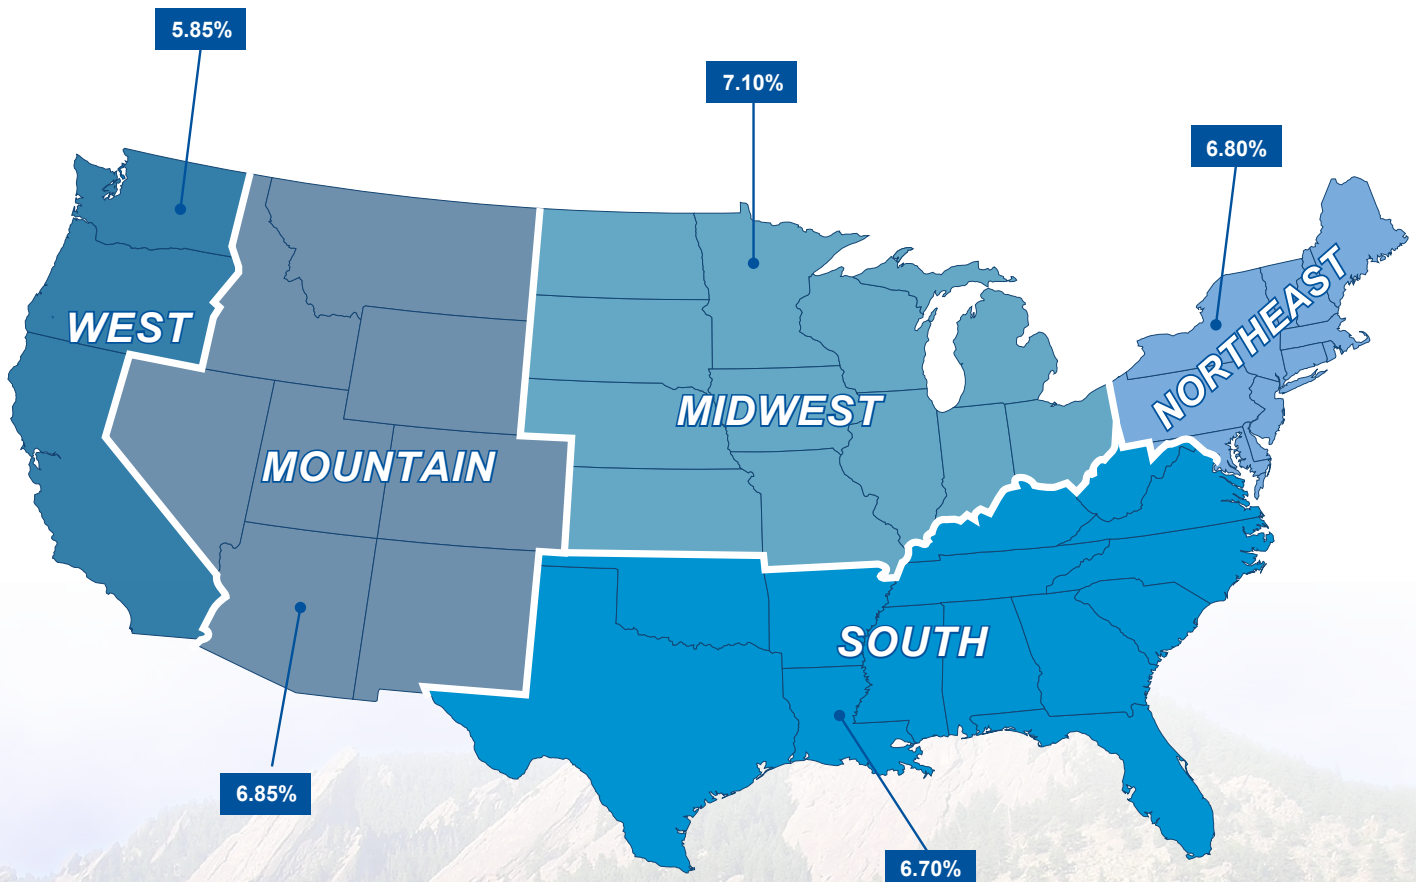 5.85%
7.10%
6.80%
WEST
NORTHEAST
MIDWEST
MOUNTAIN
SOUTH
6.85%
6.70%